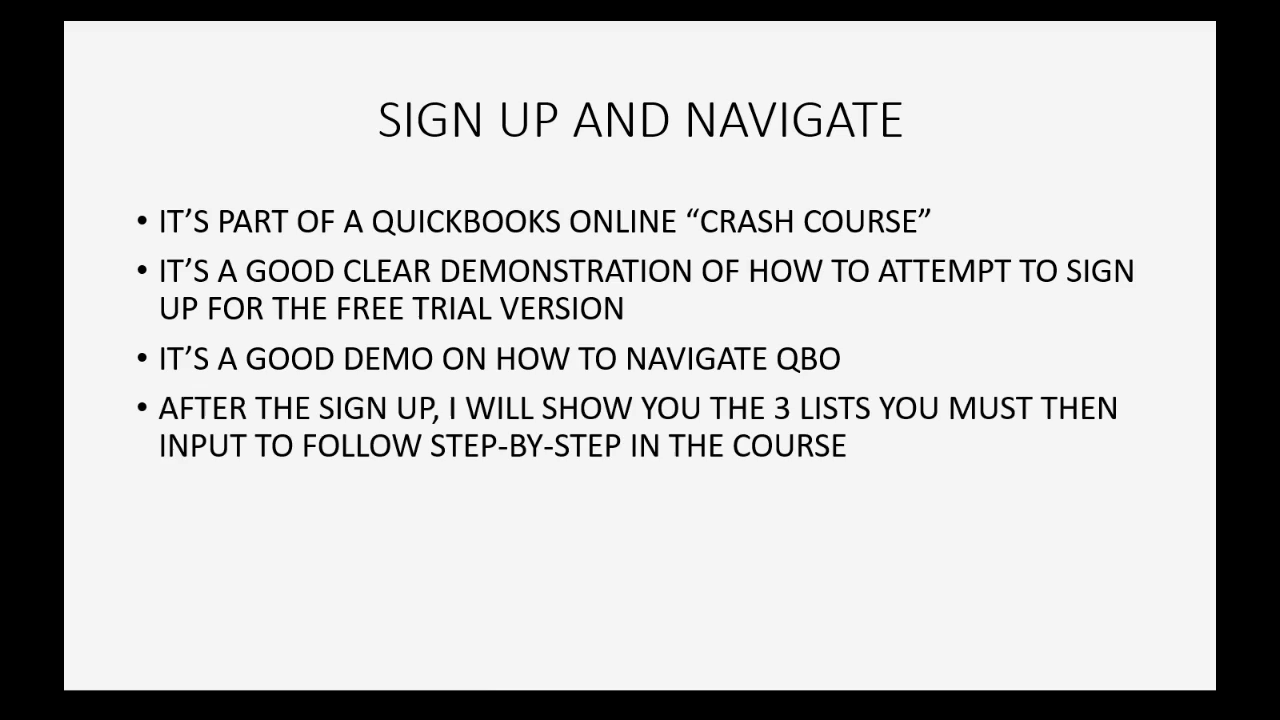 SIGN UP AND NAVIGATE
• IT’S PART OF A QUICKBOOKS ONLINE “CRASH COURSE”
• IT’S A GOOD CLEAR DEMONSTRATION OF HOW TO ATTEMPT TO SIGN
UP FOR THE FREE TRIAL VERSION
• IT’S A GOOD DEMO ON HOW TO NAVIGATE QBO
• AFTER THE SIGN UP, I WILL SHOW YOU THE 3 LISTS YOU MUST THEN
INPUT TO FOLLOW STEP-BY-STEP IN THE COURSE